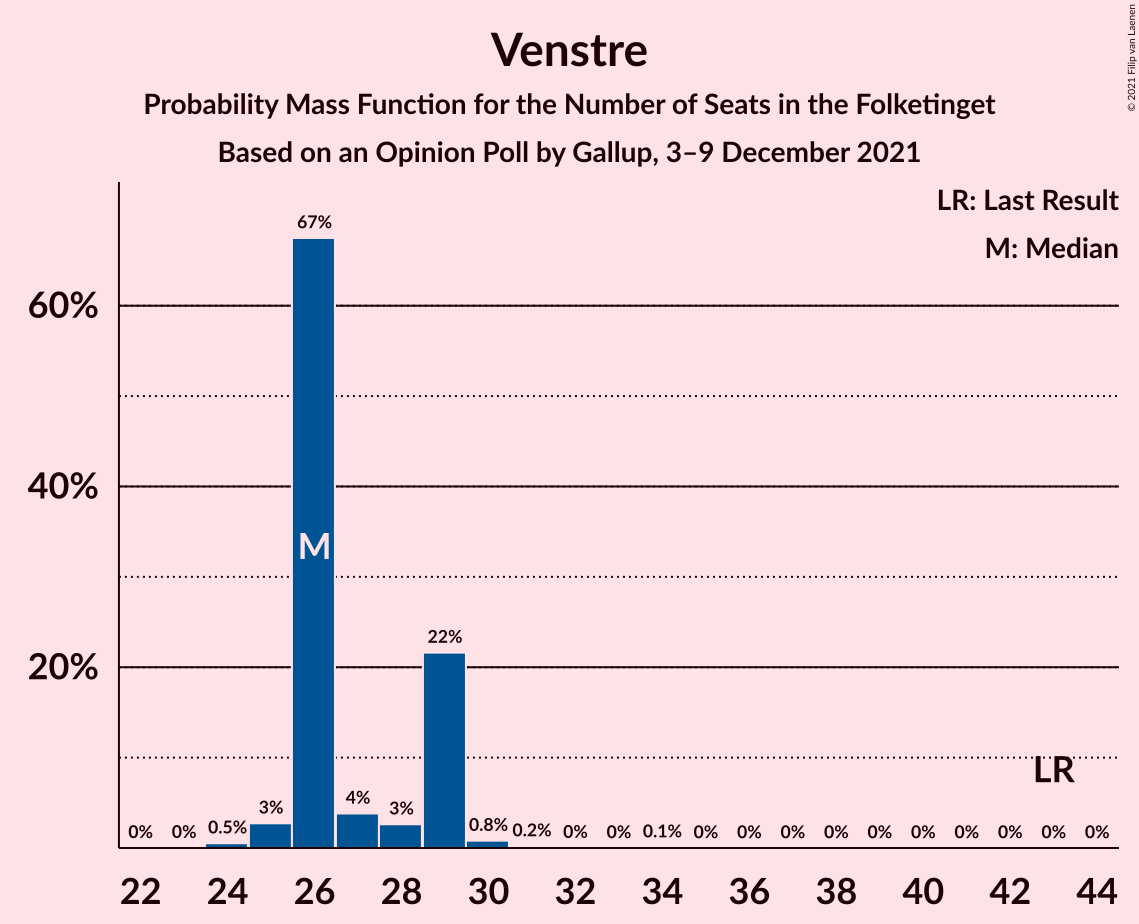 Venstre
Probability Mass Function for the Number of Seats in the Folketinget
Based on an Opinion Poll by Gallup, 3–9 December 2021
© 2021 Filip van Laenen
LR: Last Result
M: Median
60%
40%
20%
0% 0% 0.5% 3% 67% 4% 3% 22% 0.8% 0.2% 0% 0% 0.1% 0% 0% 0% 0% 0% 0% 0% 0% 0% 0%
M
LR
22 24 26 28 30 32 34 36 38 40 42 44